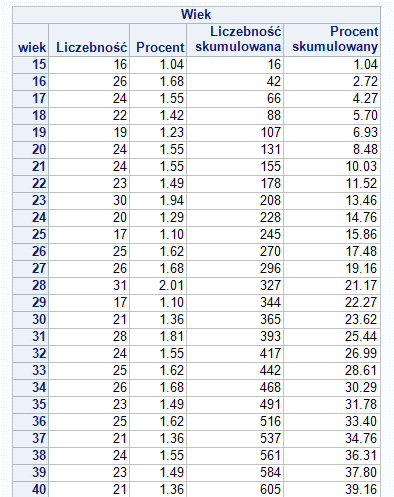 Wiek
wiek Liczebność Procent Liczebność skumulowana Procent skumulowany
15 16 1.04 16 1.04
16 26 1.68 42 2.72
17 24 1.55 66 4.27
18 22 1.42 88 5.70
19 19 1.23 107 6.93
20 24 1.55 131 8.48
21 24 1.55 155 10.03
22 23 1.49 178 11.52
23 30 1.94 208 13.46
24 20 1.29 228 14.76
25 17 1.10 245 15.86
26 25 1.62 270 17.48
27 26 1.68 296 19.16
28 31 2.01 327 21.17
29 17 1.10 344 22.27
30 21 1.36 365 23.62
31 28 1.81 393 25.44
32 24 1.55 417 26.99
33 25 1.62 442 28.61
34 26 1.68 468 30.29
35 23 1.49 491 31.78
36 25 1.62 516 33.40
37 21 1.36 537 34.76
38 24 1.55 561 36.31
39 23 1.49 584 37.80
40 21 1.36 605 39.16